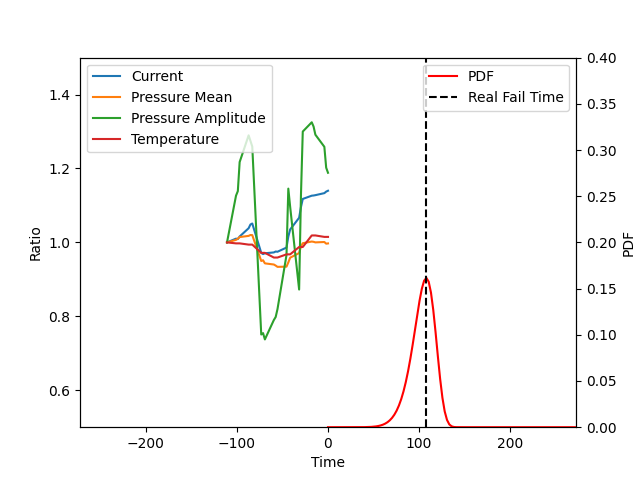 Current
Pressure Mean
Pressure Amplitude
Temperature
PDF
Real Fail Time
1.4
1.2
1.0
0.8
0.6
Ratio
0.40
0.35
0.30
0.25
0.20
0.15
0.10
0.05
0.00
PDF
−200
−100
0
100
200
Time